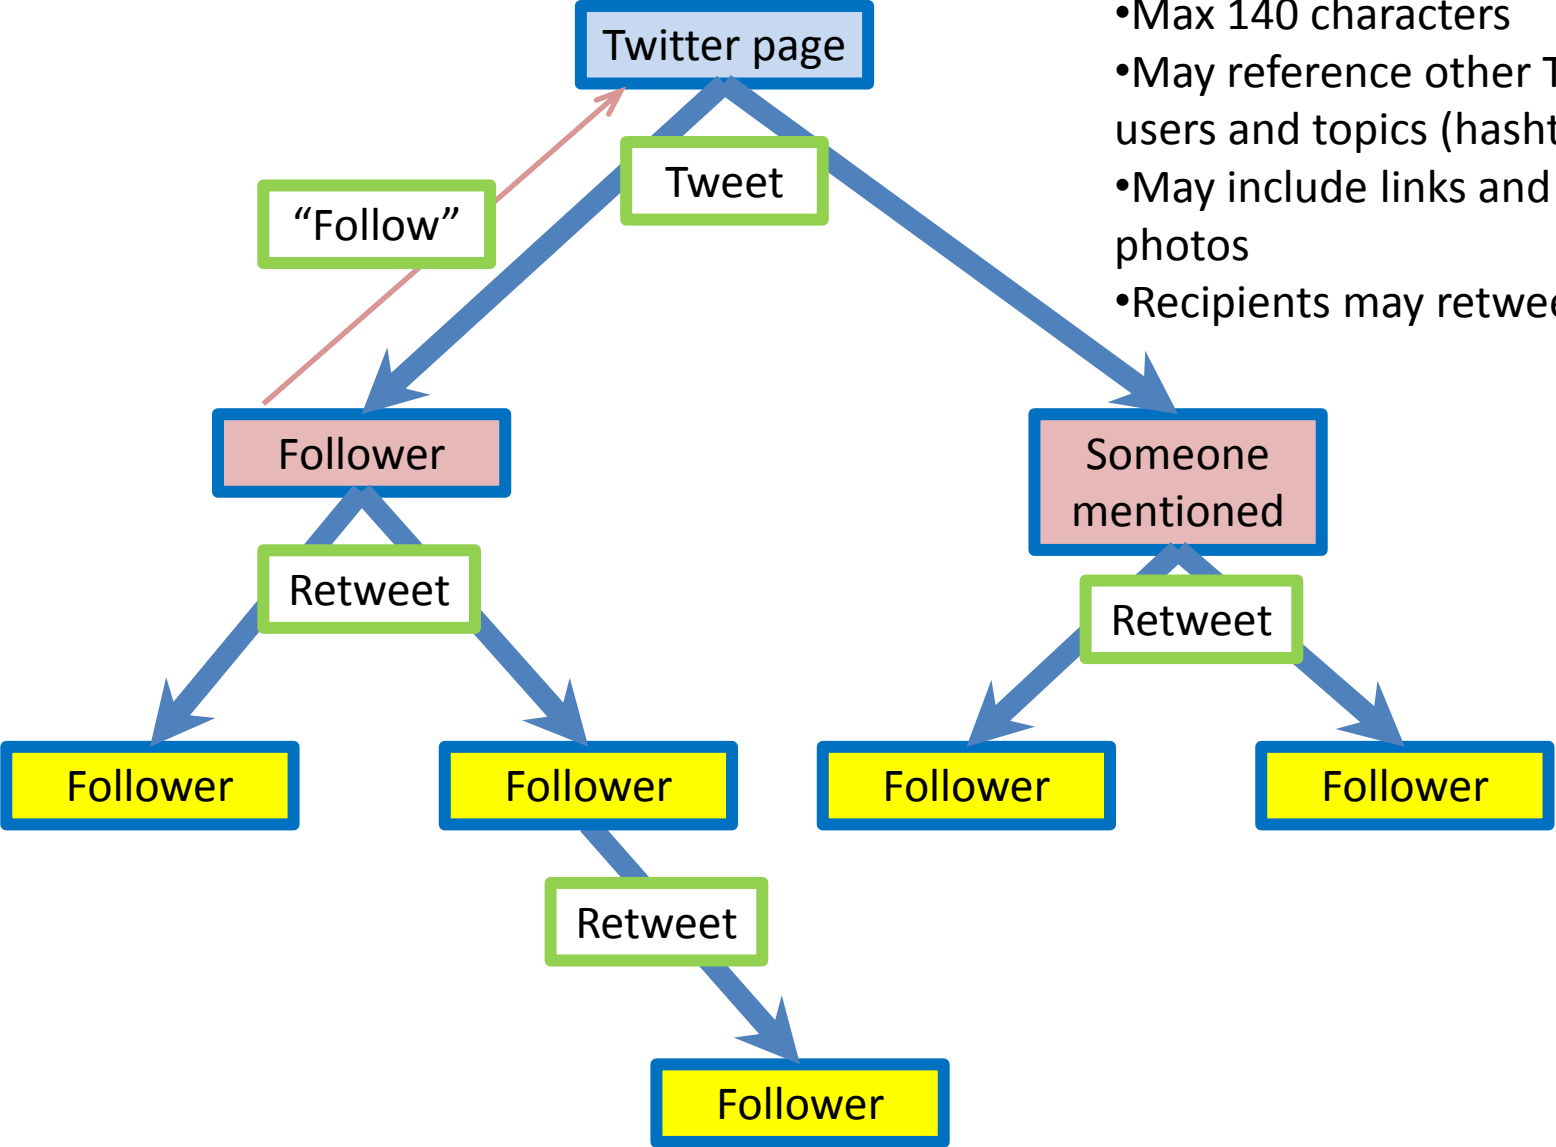 Twitter page
•Max 140 characters
•May reference other
users and topics
•May include links and
photos
•Recipients may
Tweet
“Follow”
Follower
Someone
mentioned
Retweet
Retweet
Follower
Follower
Follower
Follower
Retweet
Follower